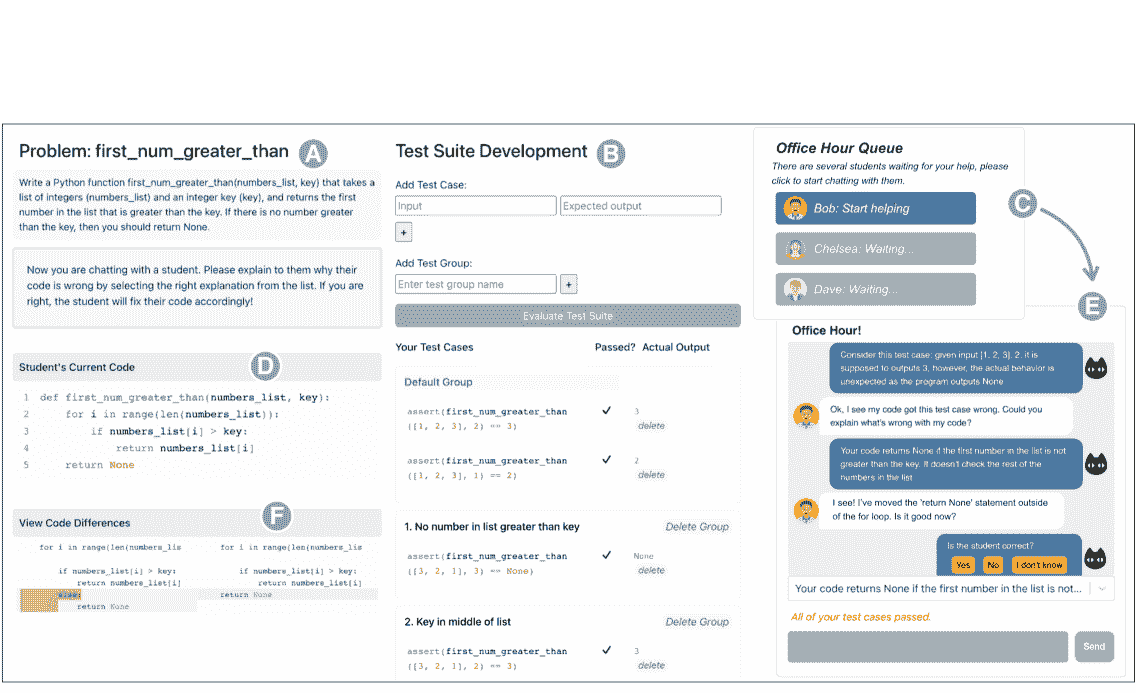 Problem: first_num_greater_than
A
Write a Python function first_num_greater_than(numbers_list, key) that takes a
list of integers (numbers_list) and an integer key (key), and returns the first
number in the list that is greater than the key. If there is no number greater
than the key, then you should return None.
Now you are chatting with a student. Please explain to them why their
code is wrong by selecting the right explanation from the list. If you are
right, the student will fix their code accordingly!
Student's Current Code
D
1 def first_num_greater_than(numbers_list, key):
2 for i in range(len(numbers_list)):
3 if numbers_list[i] > key:
4 return numbers_list[i]
5 return None
View Code Differences
F
for i in range(len(numbers_lis
if numbers_list[i] > key:
return numbers_list[i]
else:
return None
for i in range(len(numbers_lis
if numbers_list[i] > key:
return numbers_list[i]
return None
Test Suite Development
B
Add Test Case:
Input
Expected output
+
Add Test Group:
Enter test group name
+
Evaluate Test Suite
Your Test Cases
Passed?
Actual Output
Default Group
assert(first_num_greater_than
([1, 2, 3], 2) == 3)
✓
3
delete
assert(first_num_greater_than
([1, 2, 3], 1) == 2)
✓
2
delete
1. No number in list greater than key
Delete Group
assert(first_num_greater_than
([3, 2, 1], 3) == None)
✓
None
delete
2. Key in middle of list
Delete Group
assert(first_num_greater_than
([3, 2, 1], 2) == 3)
✓
3
delete
Office Hour Queue
There are several students waiting for your help, please
click to start chatting with them.
Bob: Start helping
Chelsea: Waiting...
Dave: Waiting...
C
E
Office Hour!
Consider this test case: given input [1, 2, 3], 2, it is
supposed to outputs 3, however, the actual behavior is
unexpected as the program outputs None
Ok, I see my code got this test case wrong. Could you
explain what's wrong with my code?
Your code returns None if the first number in the list is not
greater than the key. It doesn't check the rest of the
numbers in the list
I see! I've moved the 'return None' statement outside
of the for loop. Is it good now?
Is the student correct?
Yes
No
I don't know
Your code returns None if the first number in the list is not...
All of your test cases passed.
Send